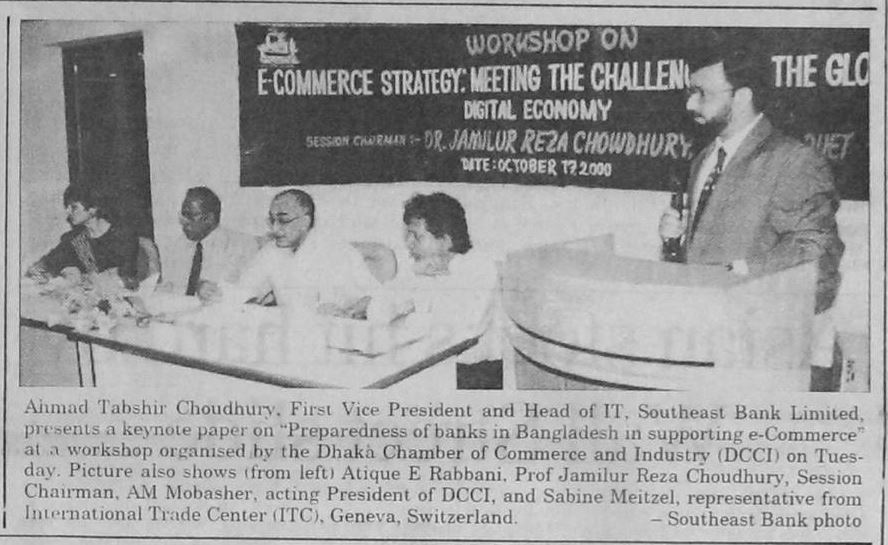 WORKSHOP ON
E-COMMERCE STRATEGY: MEETING THE CHALLEN THE GLO
DIGITAL ECONOMY
SESSION CHAIRMAN :- DR. JAMILUR REZA CHOWDHURY, BUET
DATE: OCTOBER 17, 2000
Ahmad Tabshir Choudhury, First Vice President and Head of IT, Southeast Bank Limited,
presents a keynote paper on "Preparedness of banks in Bangladesh in supporting e-Commerce"
at a workshop organised by the Dhaka Chamber of Commerce and Industry (DCCI) on Tues-
day. Picture also shows (from left) Atique E Rabbani, Prof Jamilur Reza Choudhury, Session
Chairman, AM Mobasher, acting President of DCCI, and Sabine Meitzel, representative from
International Trade Center (ITC), Geneva, Switzerland. – Southeast Bank photo